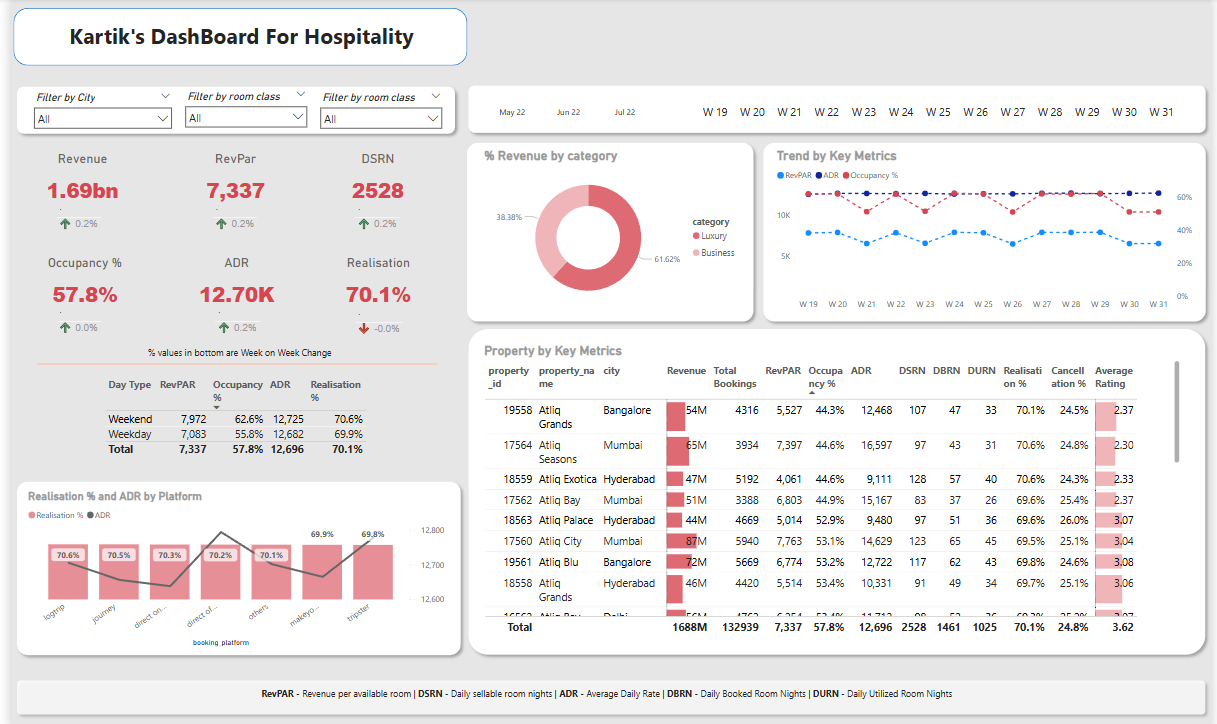 Kartik's DashBoard For Hospitality
Filter by City
All
Filter by room class
All
Filter by room class
All
May 22 Jun 22 Jul 22
W 19 W 20 W 21 W 22 W 23 W 24 W 25 W 26 W 27 W 28 W 29 W 30 W 31
Revenue RevPar DSRN
1.69bn 7,337 2528
0.2% 0.2% 0.2%
Occupancy % ADR Realisation
57.8% 12.70K 70.1%
0.0% 0.2% -0.0%
% values in bottom are Week on Week Change
Day Type RevPAR Occupancy % ADR Realisation %
Weekend 7,972 62.6% 12,725 70.6%
Weekday 7,083 55.8% 12,682 69.9%
Total 7,337 57.8% 12,696 70.1%
% Revenue by category
38.38%
61.62%
category
Luxury
Business
Trend by Key Metrics
RevPAR ADR Occupancy %
10K
5K
60%
40%
20%
0%
W 19 W 20 W 21 W 22 W 23 W 24 W 25 W 26 W 27 W 28 W 29 W 30 W 31
Realisation % and ADR by Platform
Realisation % ADR
70.6% 70.5% 70.3% 70.2% 70.1% 69.9% 69.8%
12,800
12,700
12,600
logtrip journey direct on... direct of... others makeyo... tripster
booking_platform
Property by Key Metrics
property_id property_name city Revenue Total Bookings RevPAR Occupancy % ADR DSRN DBRN DURN Realisation % Cancellation % Average Rating
19558 Atliq Grands Bangalore 54M 4316 5,527 44.3% 12,468 107 47 33 70.1% 24.5% 2.37
17564 Atliq Seasons Mumbai 65M 3934 7,397 44.6% 16,597 97 43 31 70.6% 24.8% 2.30
18559 Atliq Exotica Hyderabad 47M 5192 4,061 44.6% 9,111 128 57 40 70.6% 24.3% 2.33
17562 Atliq Bay Mumbai 51M 3388 6,803 44.9% 15,167 83 37 26 69.6% 25.4% 2.37
18563 Atliq Palace Hyderabad 44M 4669 5,014 52.9% 9,480 97 51 36 69.6% 26.0% 3.07
17560 Atliq City Mumbai 87M 5940 7,763 53.1% 14,629 123 65 45 69.5% 25.1% 3.04
19561 Atliq Blu Bangalore 72M 5669 6,774 53.2% 12,722 117 62 43 69.8% 24.6% 3.08
18558 Atliq Grands Hyderabad 46M 4420 5,514 53.4% 10,331 91 49 34 69.7% 25.1% 3.06
Total 1688M 132939 7,337 57.8% 12,696 2528 1461 1025 70.1% 24.8% 3.62
RevPAR - Revenue per available room | DSRN - Daily sellable room nights | ADR - Average Daily Rate | DBRN - Daily Booked Room Nights | DURN - Daily Utilized Room Nights